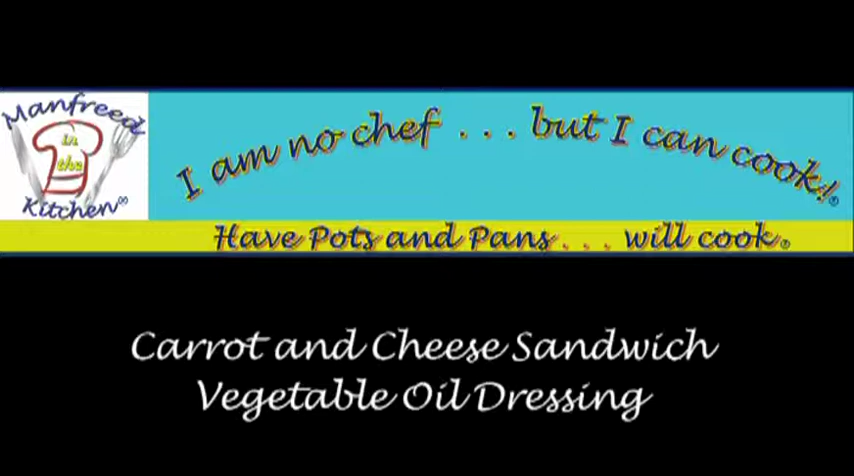 Manfreed
in
the
Kitchen®
I am no chef . . . but I can cook!®
Have Pots and Pans . . . will cook.®
Carrot and Cheese Sandwich
Vegetable Oil Dressing